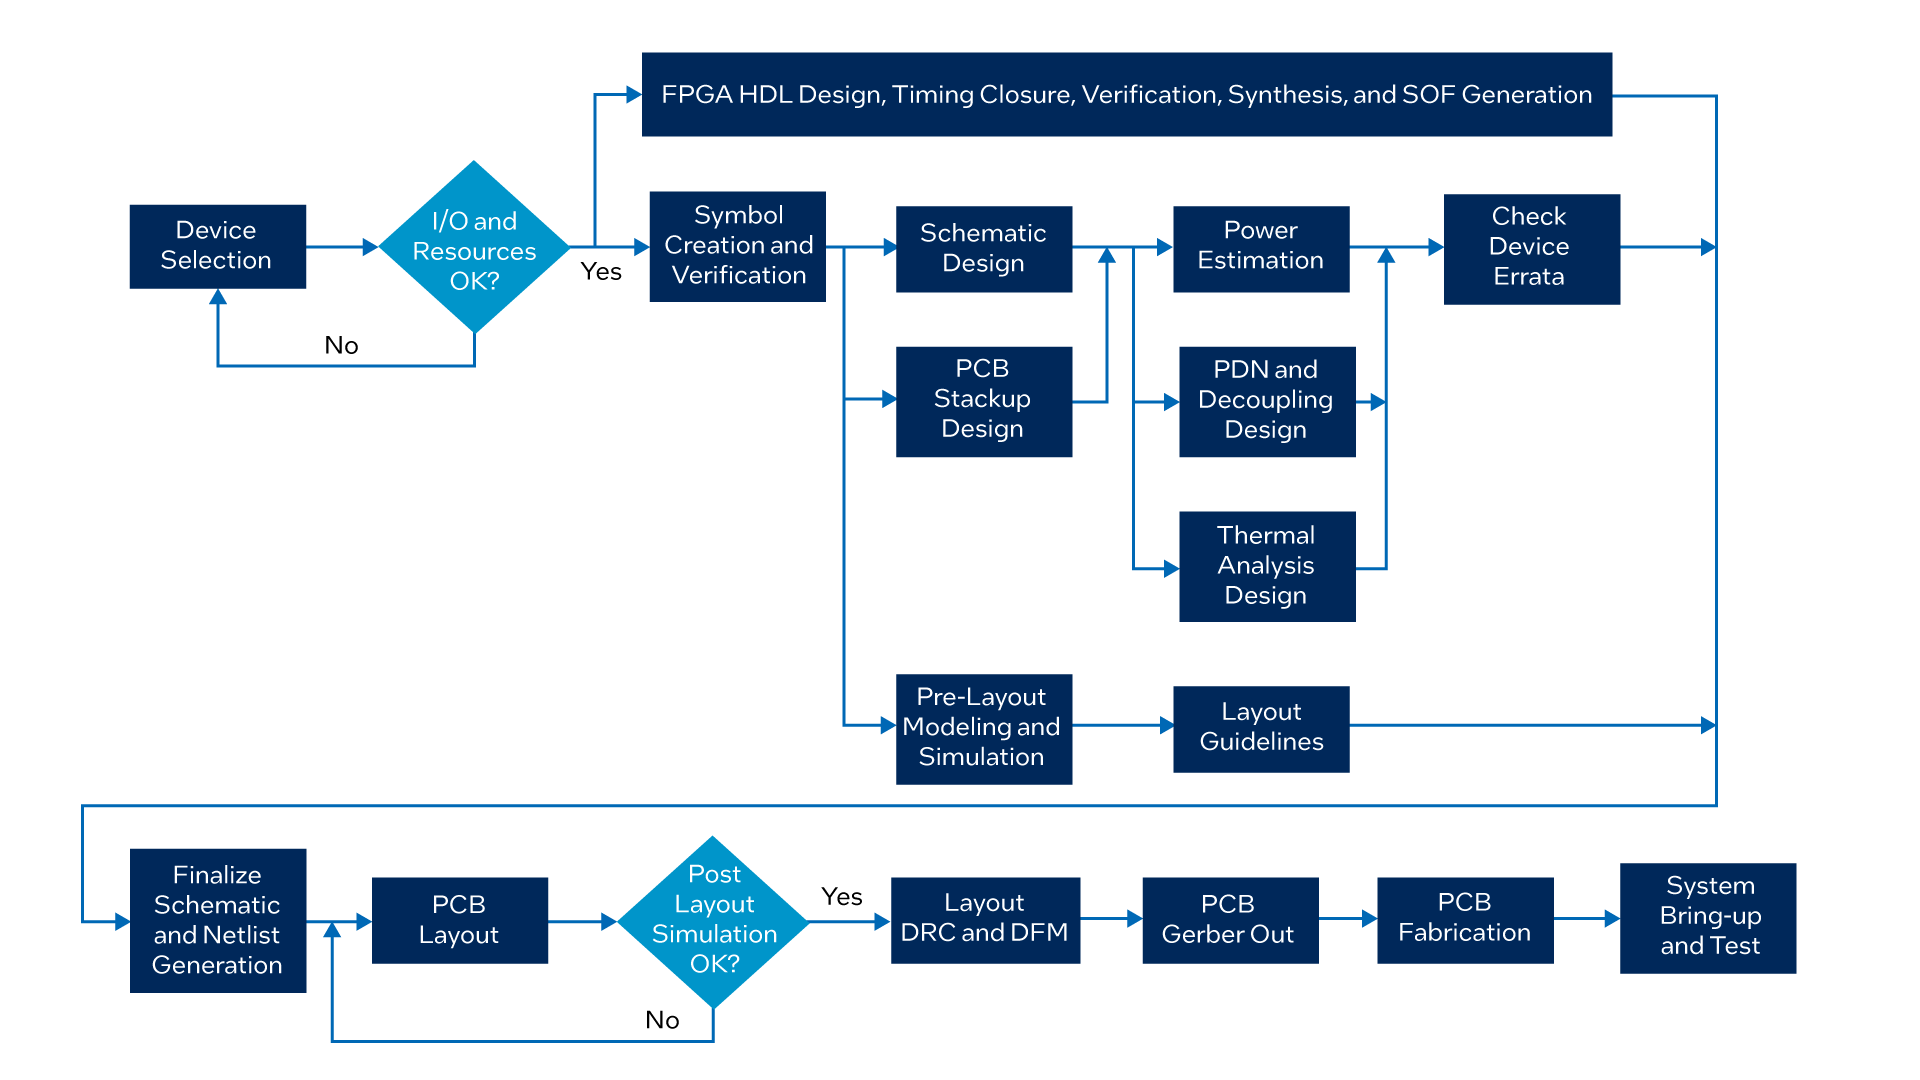 FPGA HDL Design, Timing Closure, Verification, Synthesis, and SOF Generation
Device
Selection
I/O and
Resources
OK?
Yes
No
Symbol
Creation and
Verification
Schematic
Design
Power
Estimation
Check
Device
Errata
PCB
Stackup
Design
PDN and
Decoupling
Design
Thermal
Analysis
Design
Pre-Layout
Modeling and
Simulation
Layout
Guidelines
Finalize
Schematic
and Netlist
Generation
PCB
Layout
Post
Layout
Simulation
OK?
Yes
No
Layout
DRC and DFM
PCB
Gerber Out
PCB
Fabrication
System
Bring-up
and Test